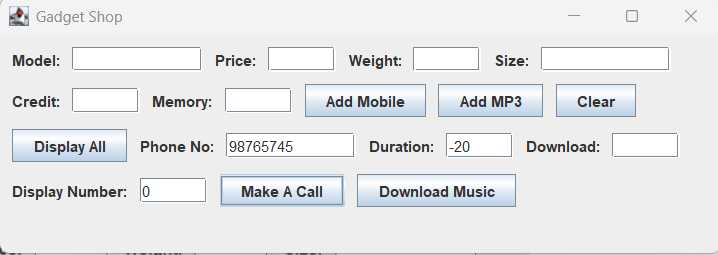 Gadget Shop
Model: Price: Weight: Size:
Credit: Memory: Add Mobile Add MP3 Clear
Display All Phone No: 98765745 Duration: -20 Download:
Display Number: 0 Make A Call Download Music